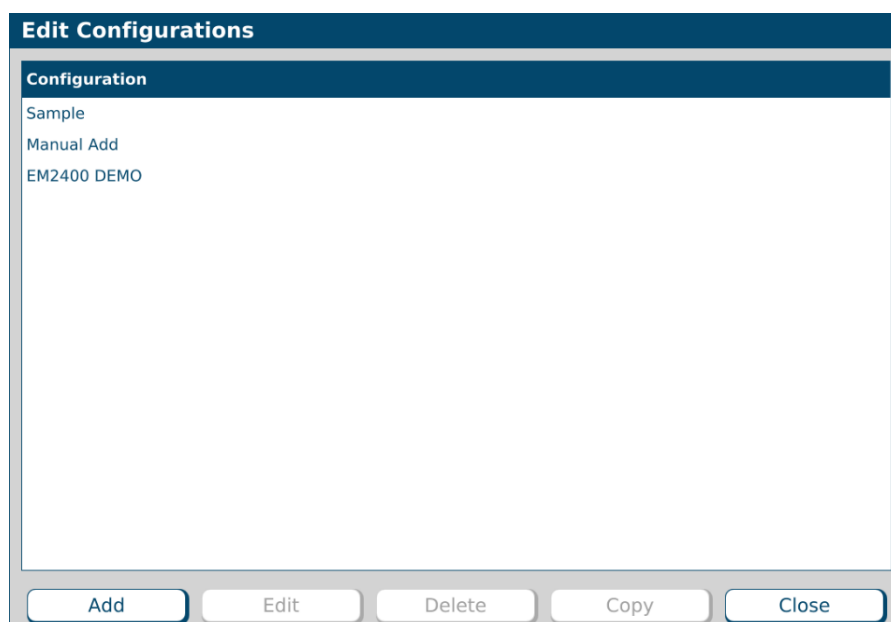 Edit Configurations
Configuration
Sample
Manual Add
EM2400 DEMO
Add Edit Delete Copy Close